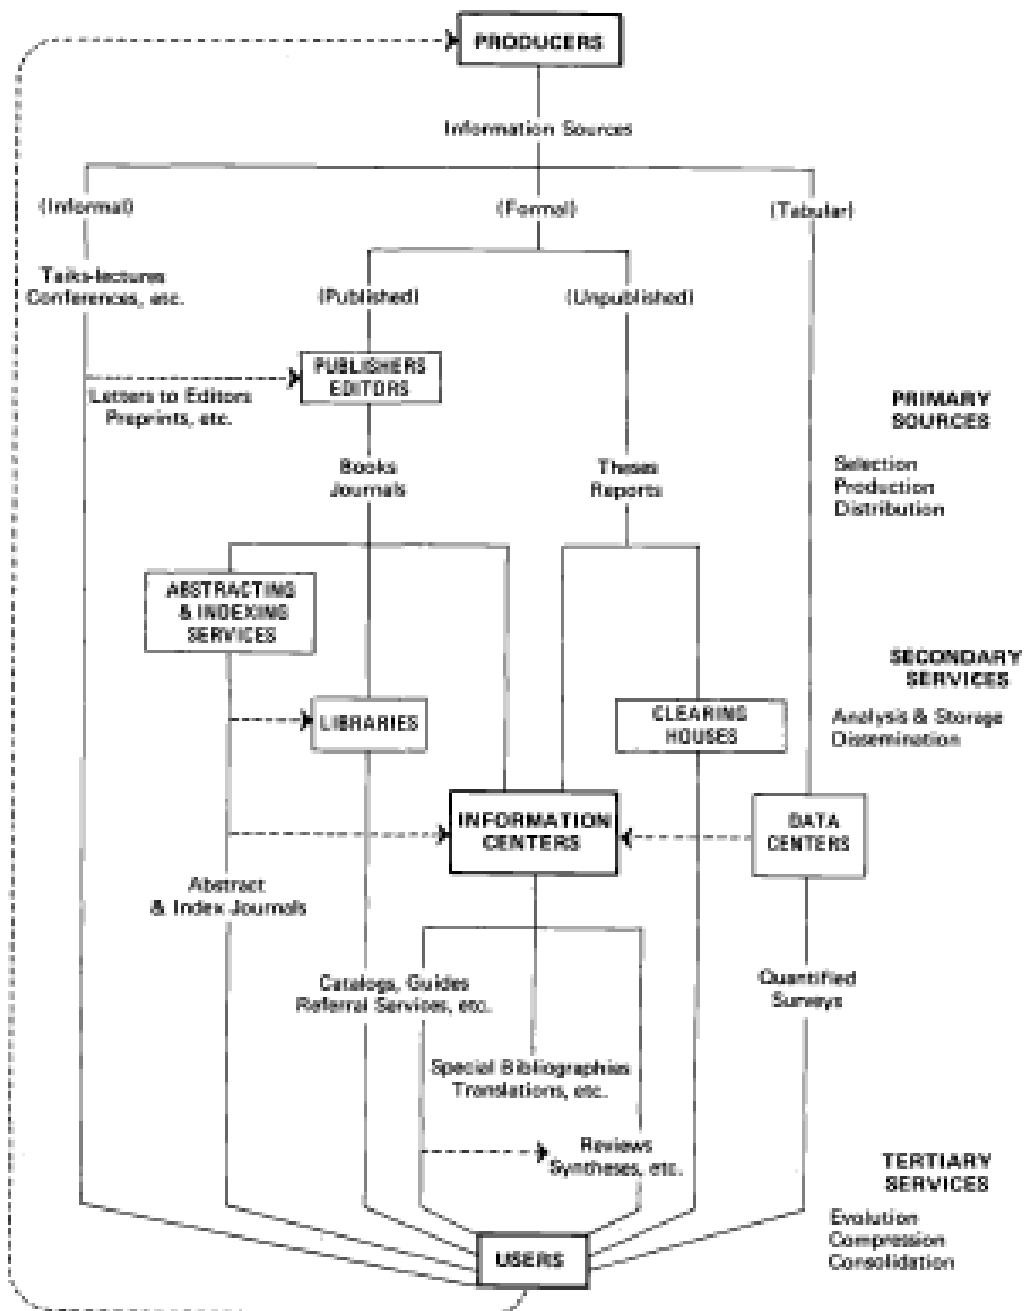 PRODUCERS
Information Sources
(Informal)
(Formal)
(Tabular)
Talks-lectures
Conferences, etc.
(Published)
(Unpublished)
PUBLISHERS
EDITORS
Letters to Editors
Preprints, etc.
PRIMARY
SOURCES
Books
Journals
Theses
Reports
Selection
Production
Distribution
ABSTRACTING
& INDEXING
SERVICES
SECONDARY
SERVICES
LIBRARIES
CLEARING
HOUSES
Analysis & Storage
Dissemination
INFORMATION
CENTERS
DATA
CENTERS
Abstract
& Index Journals
Catalogs, Guides
Referral Services, etc.
Quantified
Surveys
Special Bibliographies
Translations, etc.
Reviews
Syntheses, etc.
TERTIARY
SERVICES
Evolution
Compression
Consolidation
USERS